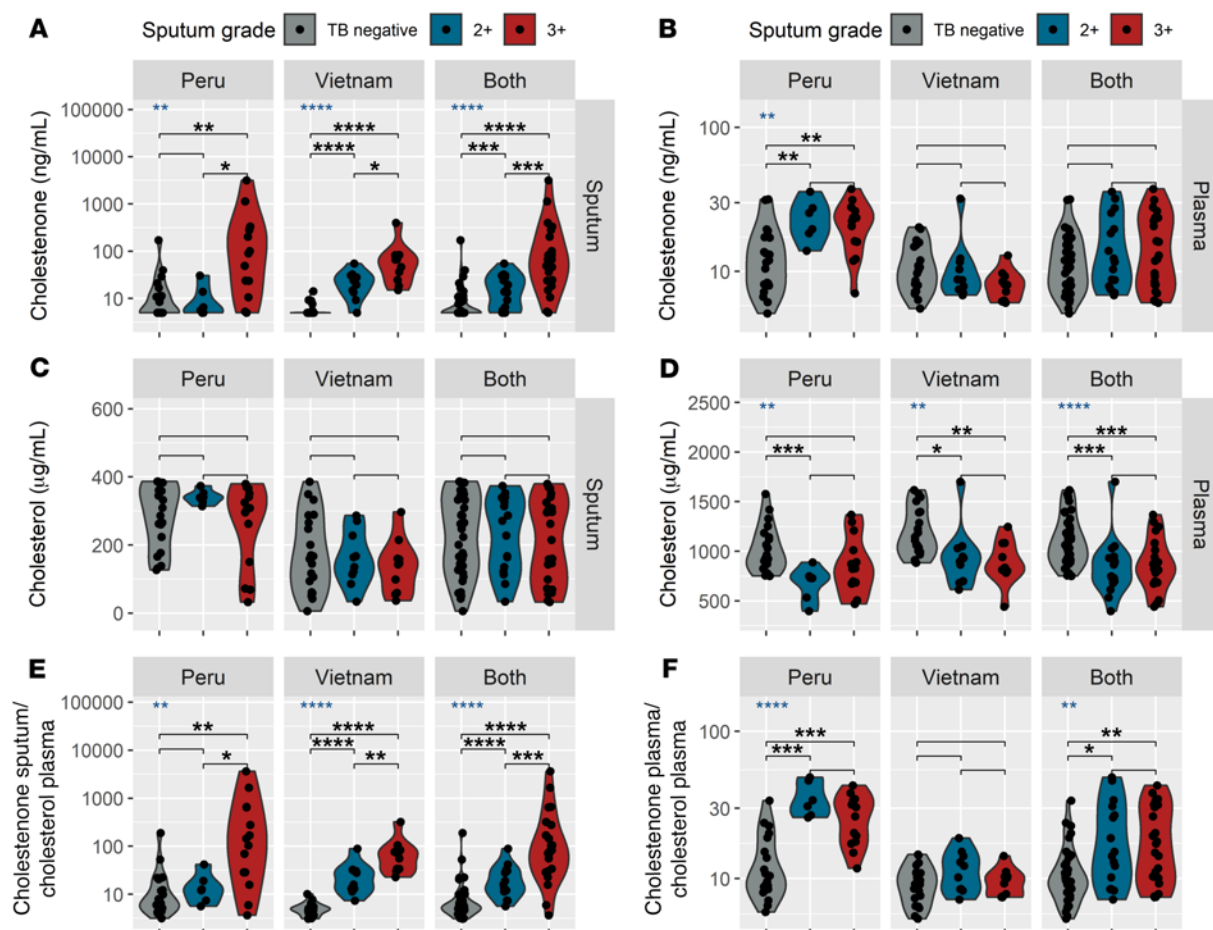 A Sputum grade TB negative 2+ 3+
B Sputum grade TB negative 2+ 3+
Peru Vietnam Both
Cholestenone (ng/mL)
100000
10000
1000
100
10
** **** ****
** **** ****
**** ***
* * ***
Sputum
Peru Vietnam Both
Cholestenone (ng/mL)
100
30
10
**
**
**
Plasma
C
Peru Vietnam Both
Cholesterol (µg/mL)
600
400
200
0
Sputum
D
Peru Vietnam Both
Cholesterol (µg/mL)
2500
2000
1500
1000
500
** ** ****
** ***
*** * ***
Plasma
E
Peru Vietnam Both
Cholestenone sputum/
cholesterol plasma
100000
10000
1000
100
10
** **** ****
** **** ****
**** ****
* ** ***
F
Peru Vietnam Both
Cholestenone plasma/
cholesterol plasma
100
30
10
**** **
*** **
*** *